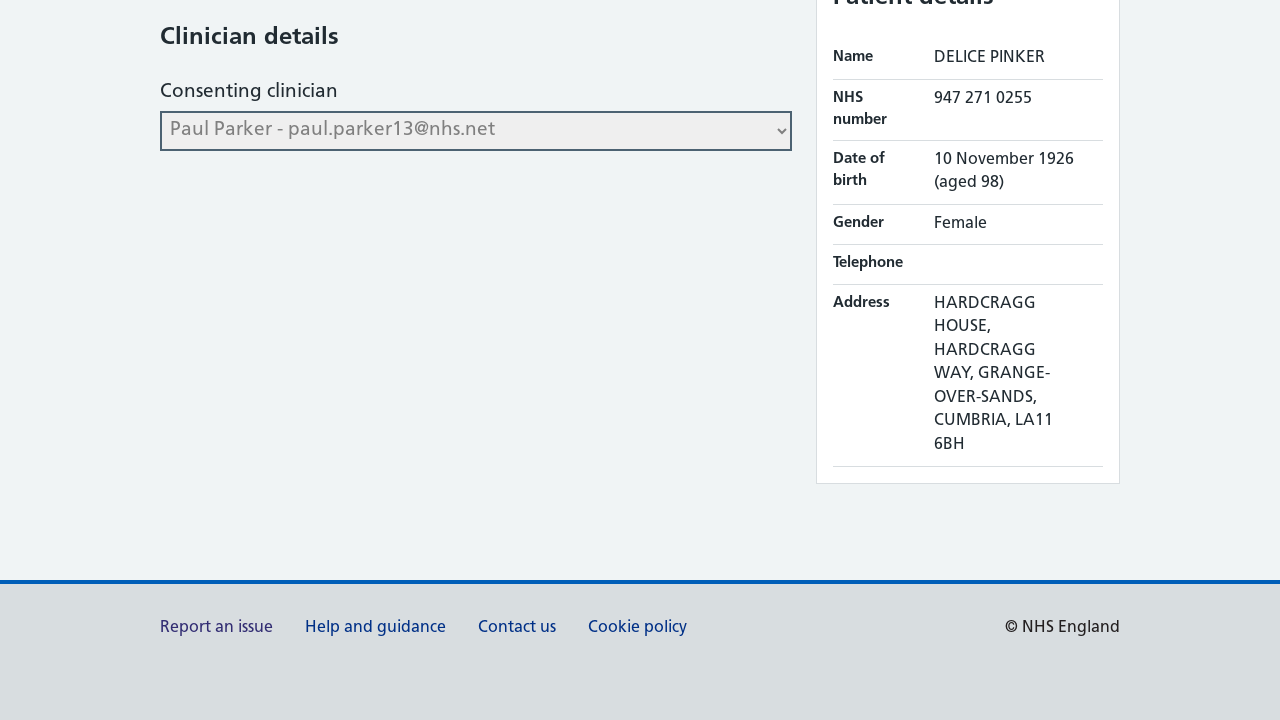 Clinician details
Consenting clinician
Paul Parker - paul.parker13@nhs.net
Patient details
Name DELICE PINKER
NHS number 947 271 0255
Date of birth 10 November 1926 (aged 98)
Gender Female
Telephone
Address HARDCRAGG
HOUSE,
HARDCRAGG
WAY, GRANGE-
OVER-SANDS,
CUMBRIA, LA11
6BH
Report an issue Help and guidance Contact us Cookie policy © NHS England